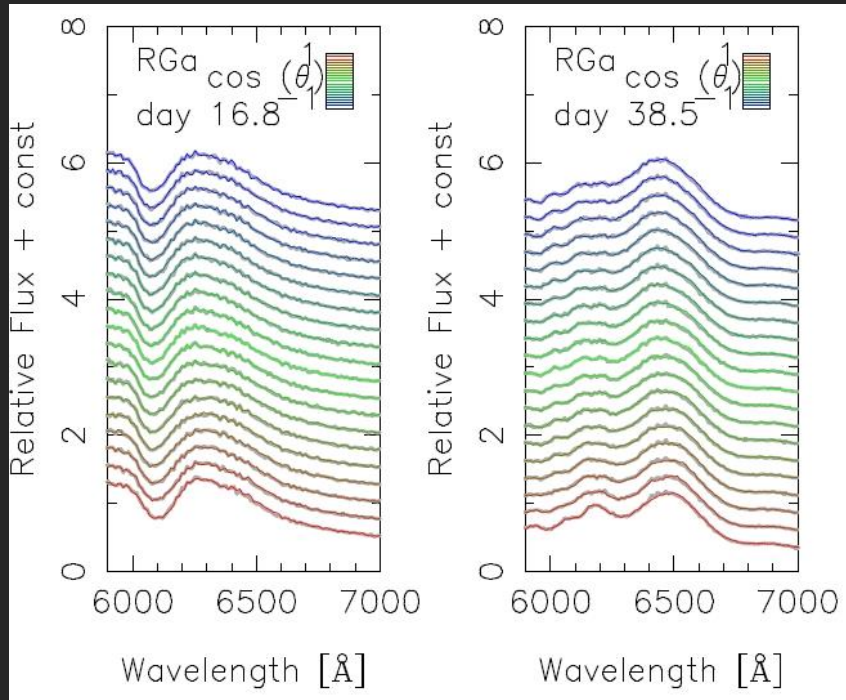 8
6
4
2
0
Relative Flux + const
RGa
cos (θ)
1
-1
day 16.8
6000 6500 7000
Wavelength [Å]
8
6
4
2
0
Relative Flux + const
RGa
cos (θ)
1
-1
day 38.5
6000 6500 7000
Wavelength [Å]